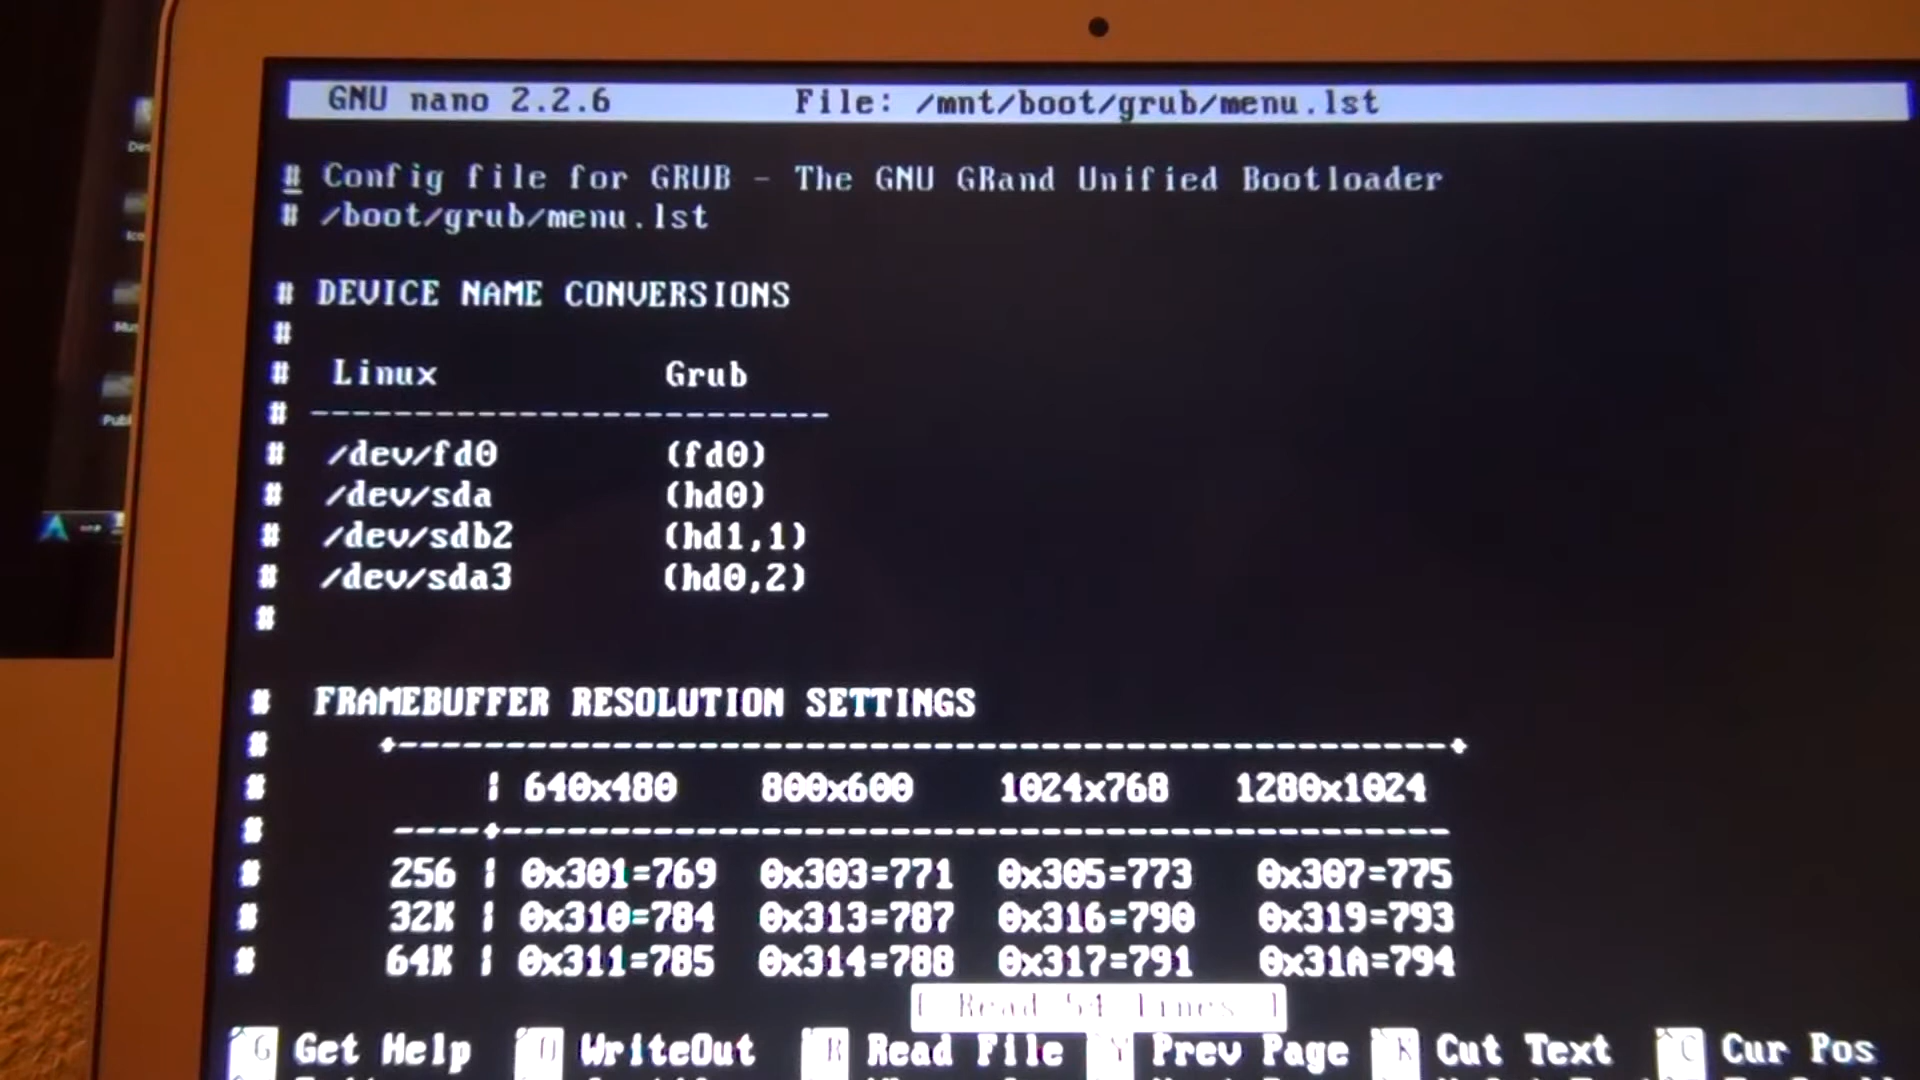 GNU nano 2.2.6 File: /mnt/boot/grub/menu.lst
# Config file for GRUB - The GNU GRand Unified Bootloader
# /boot/grub/menu.lst
# DEVICE NAME CONVERSIONS
#
# Linux Grub
# -------------------------
# /dev/fd0 (fd0)
# /dev/sda (hd0)
# /dev/sdb2 (hd1,1)
# /dev/sda3 (hd0,2)
#
# FRAMEBUFFER RESOLUTION SETTINGS
# +-------------------------------------------------+
# | 640x480 800x600 1024x768 1280x1024
# ----+--------------------------------------------
# 256 | 0x301=769 0x303=771 0x305=773 0x307=775
# 32K | 0x310=784 0x313=787 0x316=790 0x319=793
# 64K | 0x311=785 0x314=788 0x317=791 0x31A=794
[ Read 54 lines ]
^G Get Help ^O WriteOut ^R Read File ^Y Prev Page ^K Cut Text ^C Cur Pos